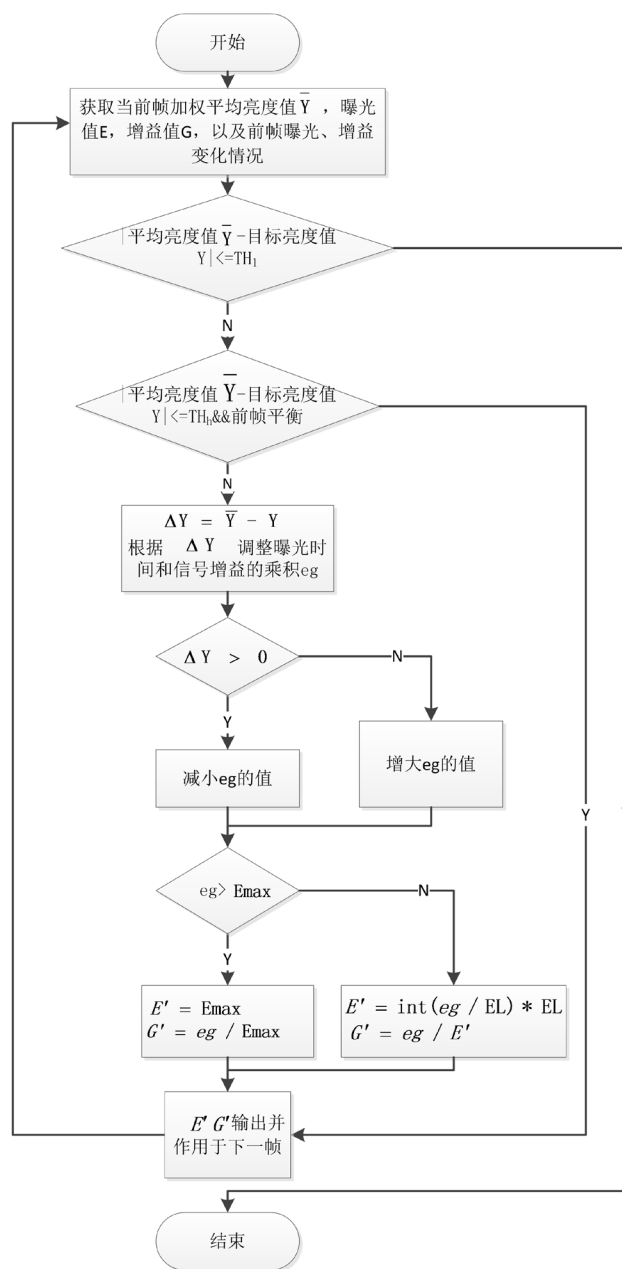 开始
获取当前帧加权平均亮度值Y̅ ，曝光
值E，增益值G，以及前帧曝光、增益
变化情况
|平均亮度值Y̅-目标亮度值
Y|<=TH₁
N
|平均亮度值Y̅-目标亮度值
Y|<=THₕ&&前帧平衡
N
ΔY = Y̅ - Y
根据 ΔY 调整曝光时
间和信号增益的乘积eg
ΔY > 0
N
Y
减小eg的值
增大eg的值
Y
eg> Emax
N
Y
E′ = Emax
G′ = eg / Emax
E′ = int(eg / EL) * EL
G′ = eg / E′
E′ G′输出并
作用于下一帧
结束